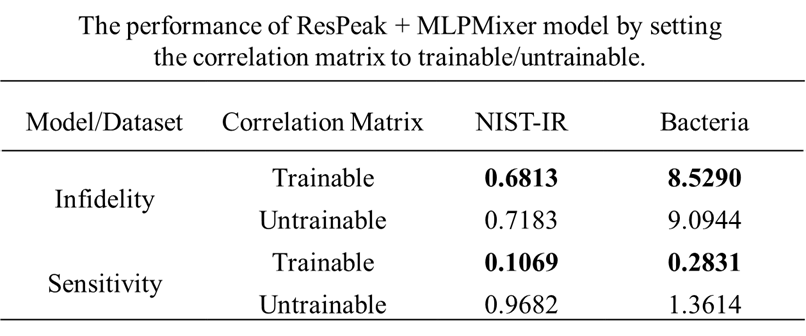 The performance of ResPeak + MLPMixer model by setting
the correlation matrix to trainable/untrainable.
Model/Dataset Correlation Matrix NIST-IR Bacteria
Infidelity
Trainable 0.6813 8.5290
Untrainable 0.7183 9.0944
Sensitivity
Trainable 0.1069 0.2831
Untrainable 0.9682 1.3614